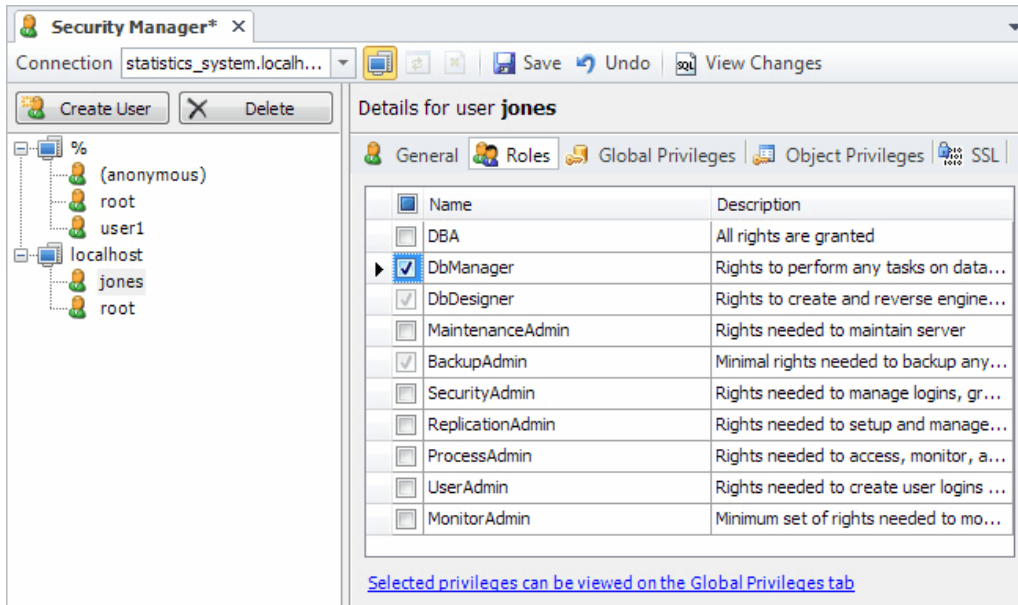 Security Manager*
Connection statistics_system.localh... Save Undo View Changes
Create User Delete
Details for user jones
%
(anonymous)
root
user1
localhost
jones
root
General Roles Global Privileges Object Privileges SSL
Name Description
DBA All rights are granted
DbManager Rights to perform any tasks on data...
DbDesigner Rights to create and reverse engine...
MaintenanceAdmin Rights needed to maintain server
BackupAdmin Minimal rights needed to backup any...
SecurityAdmin Rights needed to manage logins, gr...
ReplicationAdmin Rights needed to setup and manage...
ProcessAdmin Rights needed to access, monitor, a...
UserAdmin Rights needed to create user logins ...
MonitorAdmin Minimum set of rights needed to mo...
Selected privileges can be viewed on the Global Privileges tab